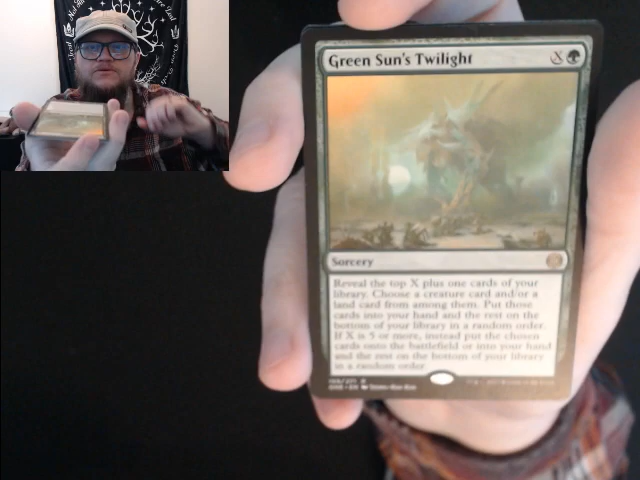 Green Sun's Twilight X
Sorcery
Reveal the top X plus one cards of your
library. Choose a creature card and/or a
land card from among them. Put those
cards into your hand and the rest on the
bottom of your library in a random order.
If X is 5 or more, instead put the chosen
cards onto the battlefield or into your hand
and the rest on the bottom of your library
in a random order